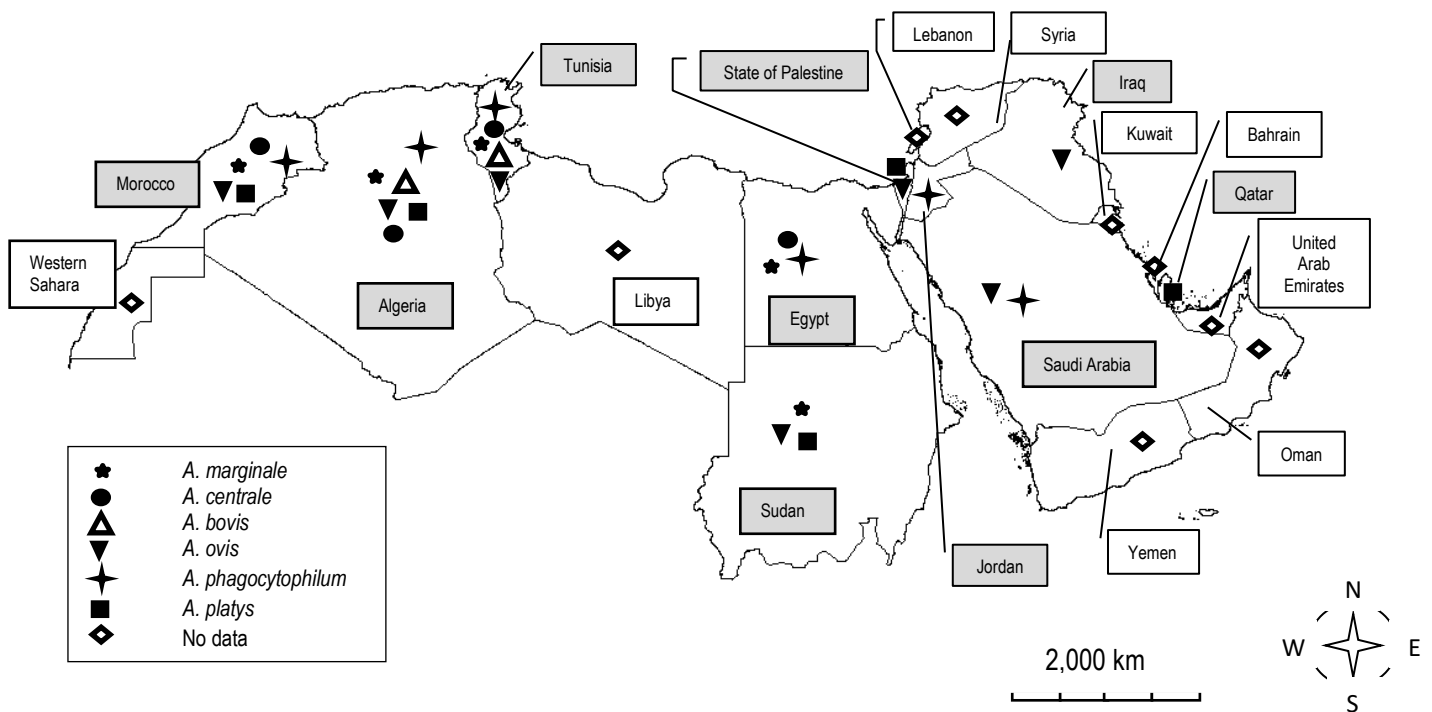 Lebanon
Syria
Tunisia
State of Palestine
Iraq
Kuwait
Bahrain
Morocco
Qatar
Western
Sahara
United
Arab
Emirates
Algeria
Libya
Egypt
Saudi Arabia
Oman
Sudan
Yemen
Jordan
A. marginale
A. centrale
A. bovis
A. ovis
A. phagocytophilum
A. platys
No data
2,000 km
N
W
E
S